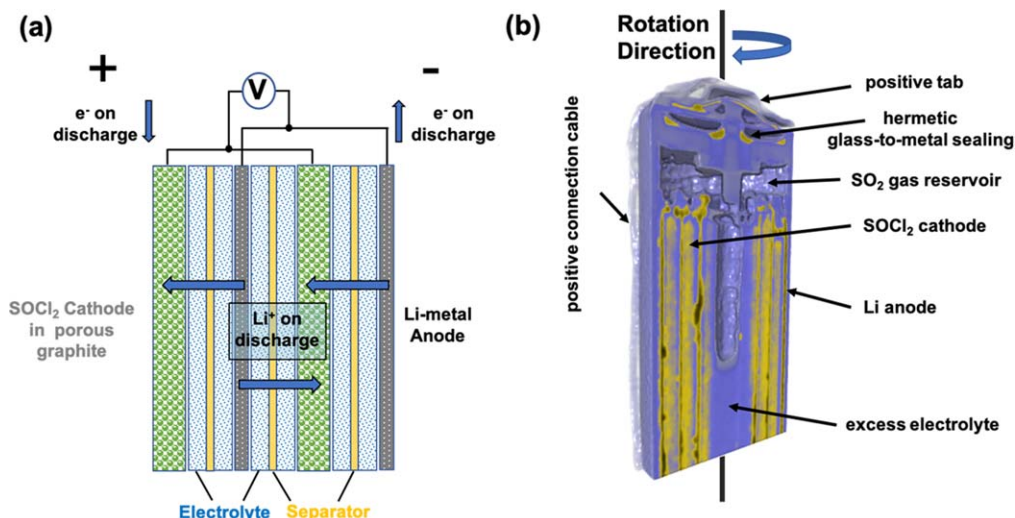 (a)
+
-
V
e⁻ on
discharge
e⁻ on
discharge
SOCl₂ Cathode
in porous
graphite
Li⁺ on
discharge
Li-metal
Anode
Electrolyte
Separator
(b)
Rotation
Direction
positive connection cable
positive tab
hermetic
glass-to-metal sealing
SO₂ gas reservoir
SOCl₂ cathode
Li anode
excess electrolyte